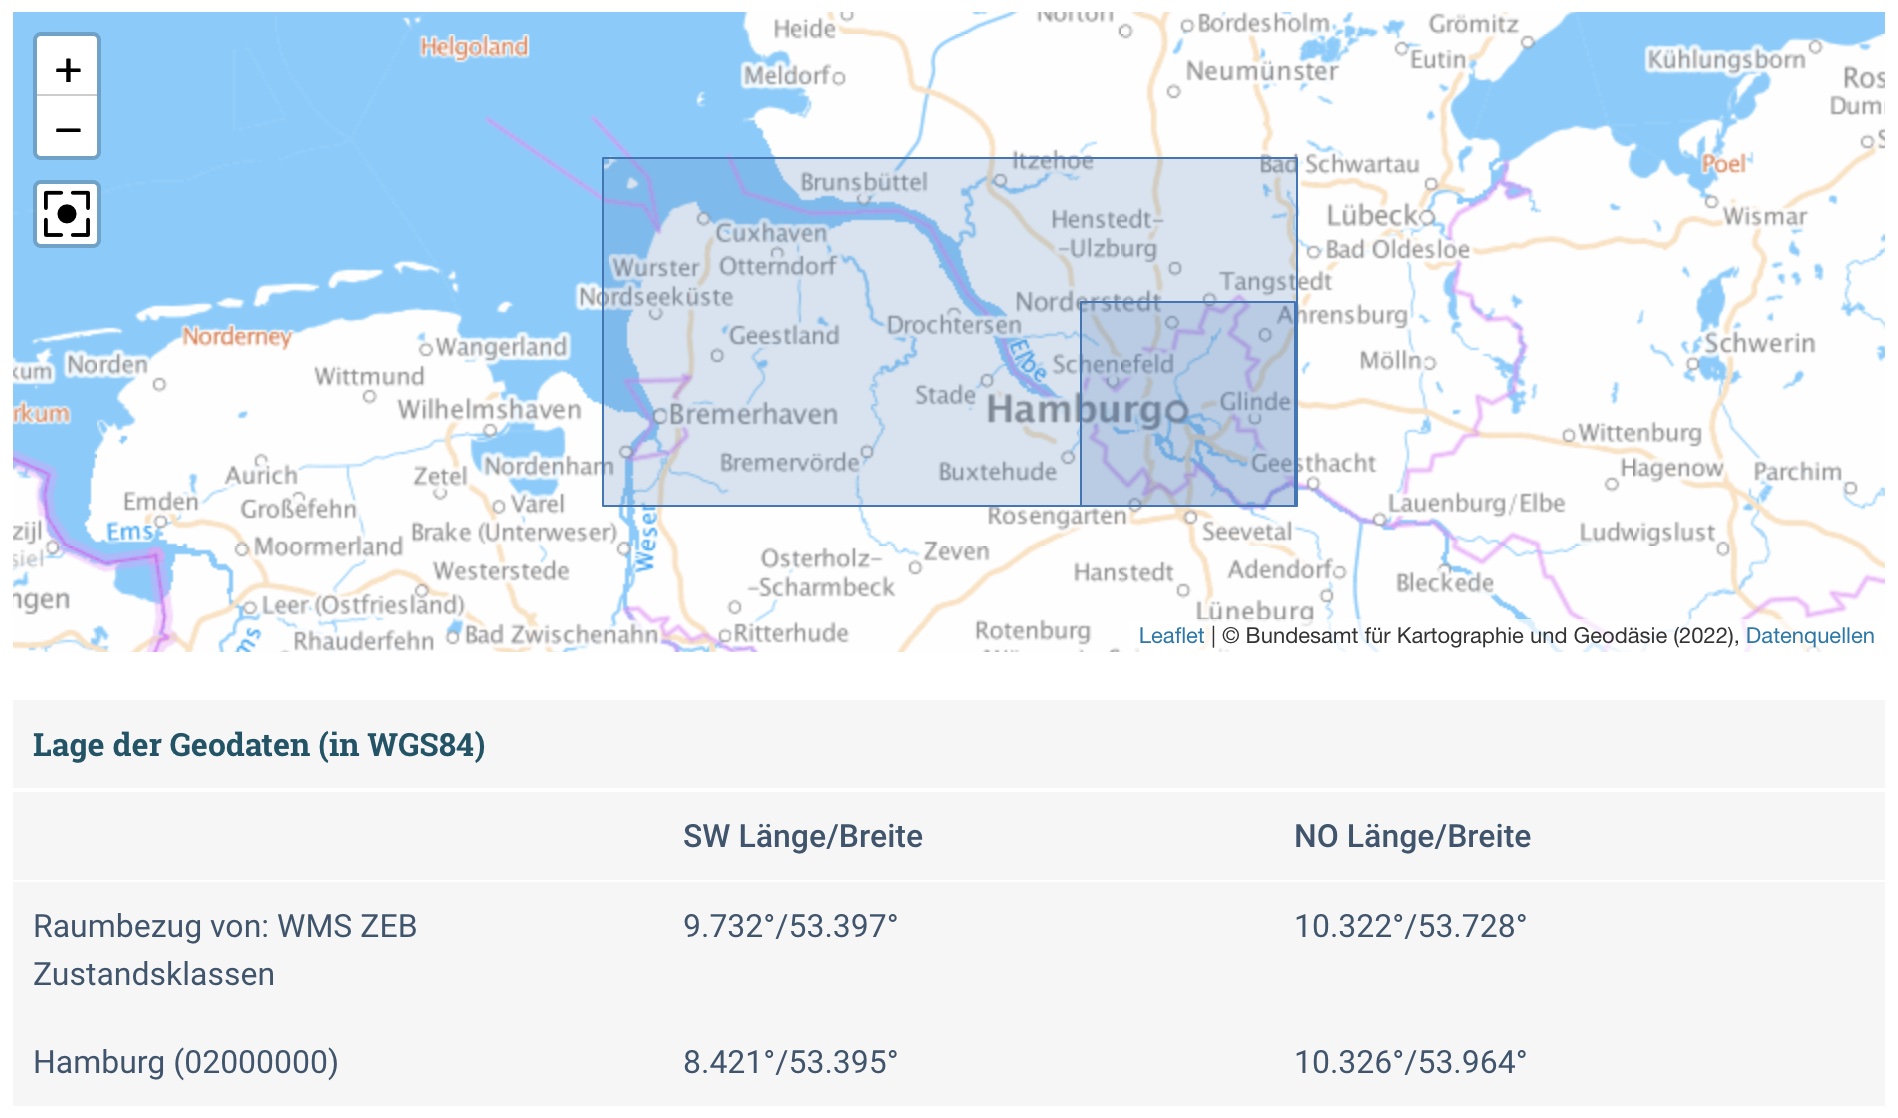 +
−
Helgoland
Heide
Norton
Bordesholm
Grömitz
Eutin
Kühlungsborn
Meldorf
Neumünster
Ros
Dum
Itzehoe
Bad Schwartau
Poel
Brunsbüttel
Lübeck
Wismar
Henstedt-
-Ulzburg
Cuxhaven
Bad Oldesloe
Wurster
Nordseeküste
Otterndorf
Tangstedt
Norderstedt
Ahrensburg
Norderney
Geestland
Drochtersen
Elbe
Schwerin
Wangerland
Norden
kum
Wittmund
Schenefeld
Mölln
rkum
Wilhelmshaven
Bremerhaven
Stade
Hamburg
Glinde
Wittenburg
Aurich
Zetel
Nordenham
Bremervörde
Buxtehude
Geesthacht
Hagenow
Parchim
Emden
Großefehn
Varel
Ems
Brake (Unterweser)
Weser
Rosengarten
Seevetal
Lauenburg/Elbe
Ludwigslust
zijl
siel
Moormerland
Westerstede
Osterholz-
-Scharmbeck
Zeven
Hanstedt
Adendorf
Bleckede
ngen
Leer (Ostfriesland)
Lüneburg
Rhauderfehn
Bad Zwischenahn
Ritterhude
Rotenburg
ms
Leaflet | © Bundesamt für Kartographie und Geodäsie (2022), Datenquellen
Lage der Geodaten (in WGS84)
SW Länge/Breite NO Länge/Breite
Raumbezug von: WMS ZEB 9.732°/53.397° 10.322°/53.728°
Zustandsklassen
Hamburg (02000000) 8.421°/53.395° 10.326°/53.964°